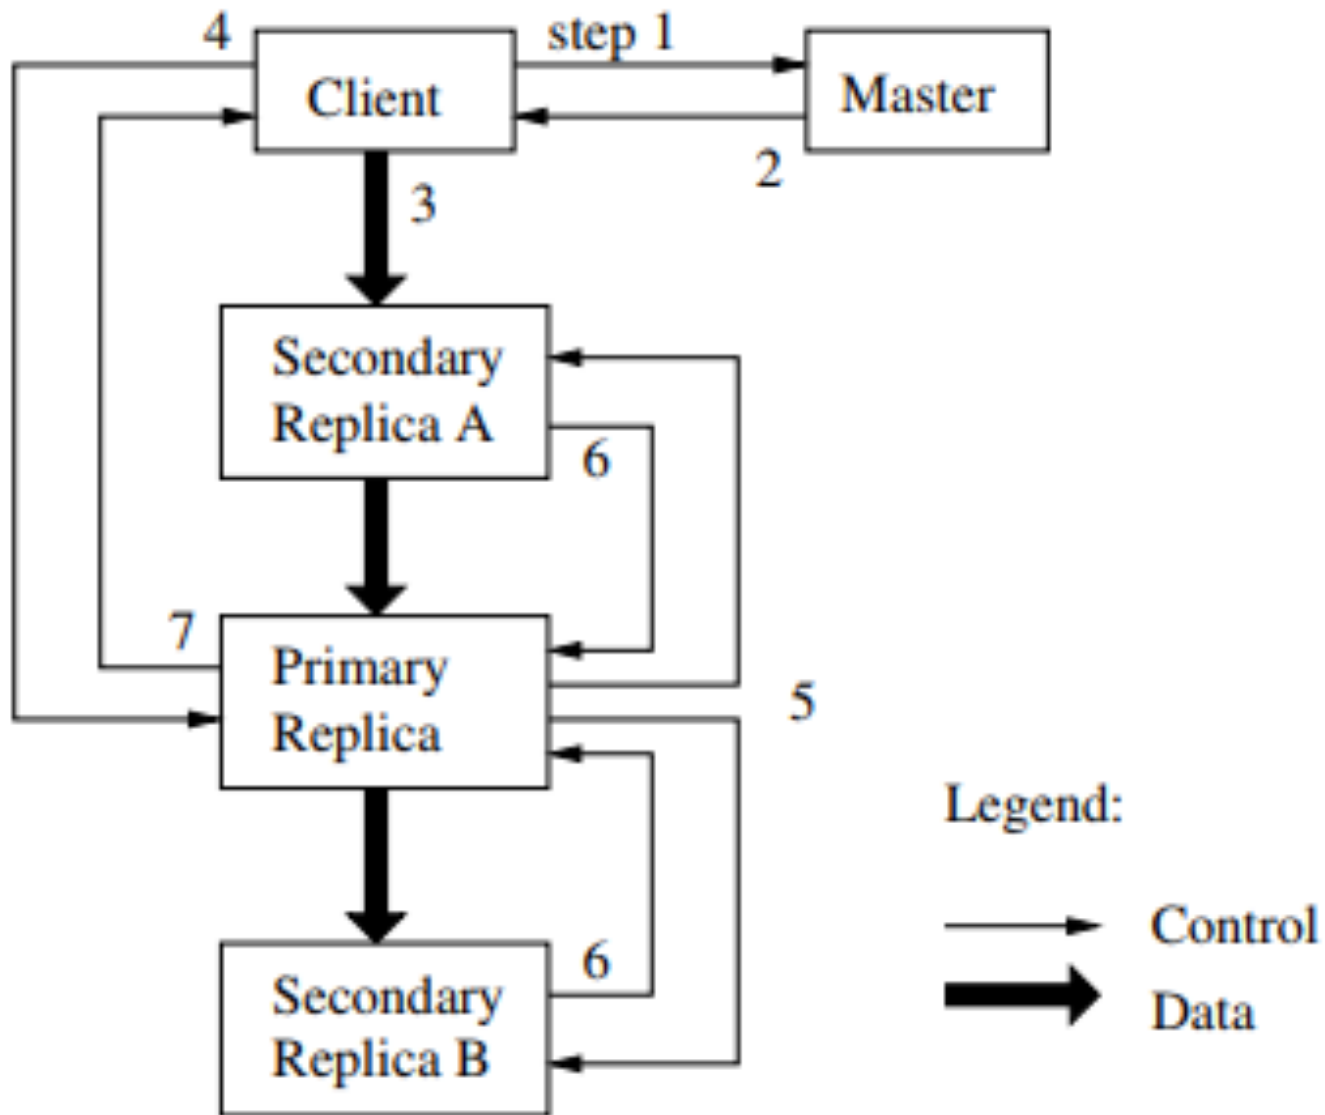 4
step 1
Client
Master
2
3
Secondary
Replica A
6
7
Primary
Replica
5
Legend:
Control
6
Secondary
Replica B
Data